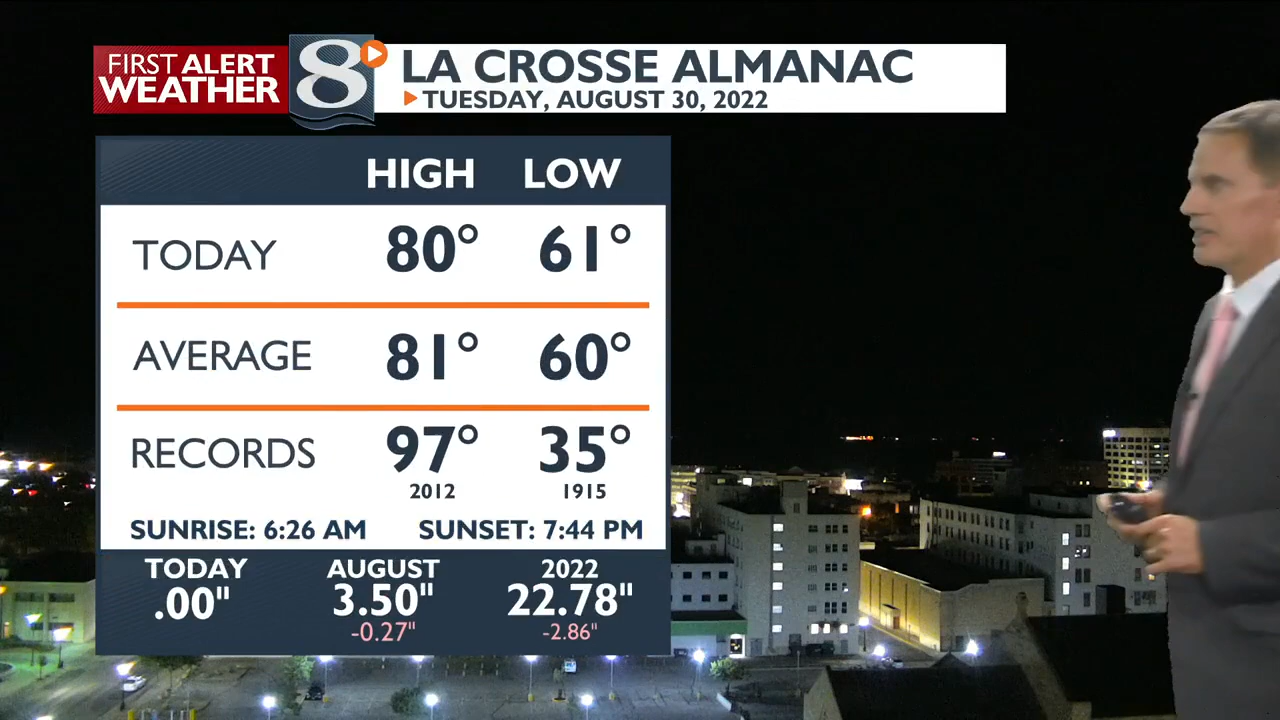 FIRST ALERT
WEATHER
8
LA CROSSE ALMANAC
TUESDAY, AUGUST 30, 2022
HIGH LOW
TODAY 80° 61°
AVERAGE 81° 60°
RECORDS 97° 35°
2012 1915
SUNRISE: 6:26 AM SUNSET: 7:44 PM
TODAY AUGUST 2022
.00" 3.50" 22.78"
-0.27" -2.86"